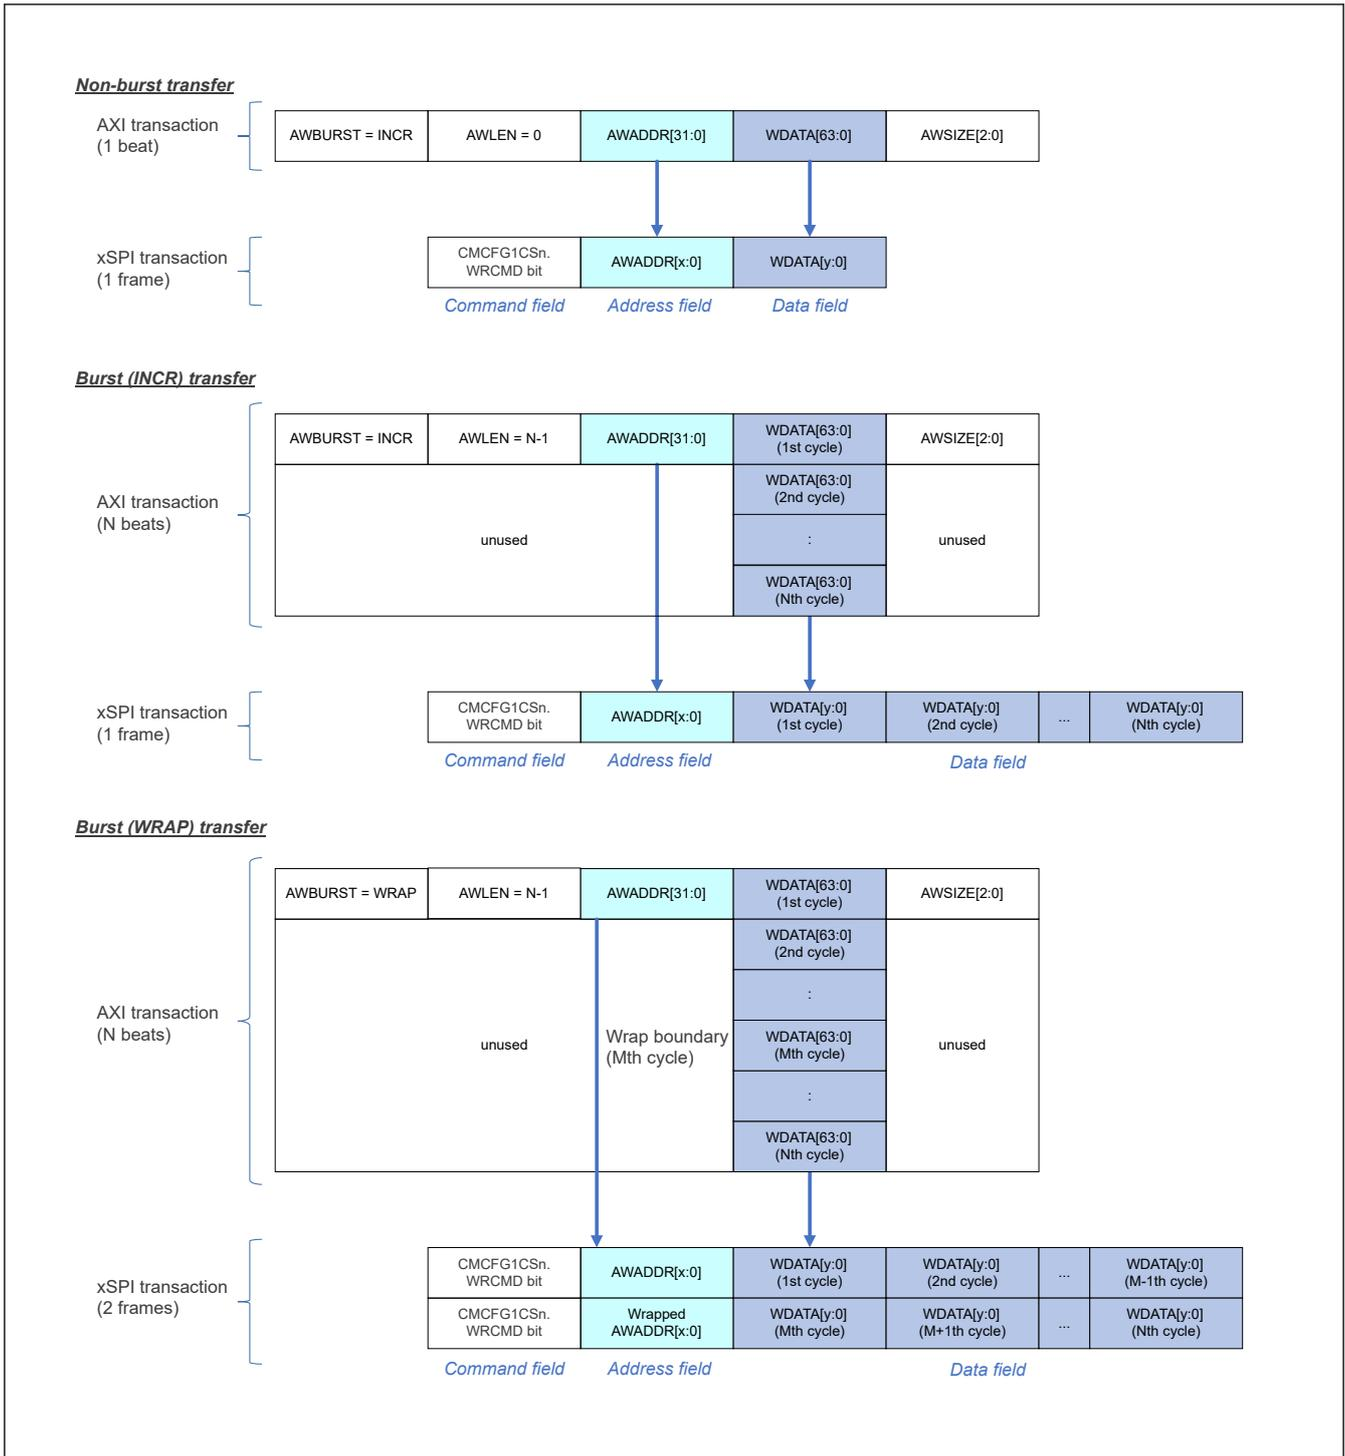 Non-burst transfer
AXI transaction
(1 beat)
AWBURST = INCR
AWLEN = 0
AWADDR[31:0]
WDATA[63:0]
AWSIZE[2:0]
xSPI transaction
(1 frame)
CMCFG1CSn.
WRCMD bit
AWADDR[x:0]
WDATA[y:0]
Command field
Address field
Data field
Burst (INCR) transfer
AXI transaction
(N beats)
AWBURST = INCR
AWLEN = N-1
AWADDR[31:0]
WDATA[63:0]
(1st cycle)
AWSIZE[2:0]
unused
WDATA[63:0]
(2nd cycle)
:
WDATA[63:0]
(Nth cycle)
unused
xSPI transaction
(1 frame)
CMCFG1CSn.
WRCMD bit
AWADDR[x:0]
WDATA[y:0]
(1st cycle)
WDATA[y:0]
(2nd cycle)
...
WDATA[y:0]
(Nth cycle)
Command field
Address field
Data field
Burst (WRAP) transfer
AXI transaction
(N beats)
AWBURST = WRAP
AWLEN = N-1
AWADDR[31:0]
WDATA[63:0]
(1st cycle)
AWSIZE[2:0]
unused
Wrap boundary
(Mth cycle)
WDATA[63:0]
(2nd cycle)
:
WDATA[63:0]
(Mth cycle)
:
WDATA[63:0]
(Nth cycle)
unused
xSPI transaction
(2 frames)
CMCFG1CSn.
WRCMD bit
AWADDR[x:0]
WDATA[y:0]
(1st cycle)
WDATA[y:0]
(2nd cycle)
...
WDATA[y:0]
(M-1th cycle)
CMCFG1CSn.
WRCMD bit
Wrapped
AWADDR[x:0]
WDATA[y:0]
(Mth cycle)
WDATA[y:0]
(M+1th cycle)
...
WDATA[y:0]
(Nth cycle)
Command field
Address field
Data field